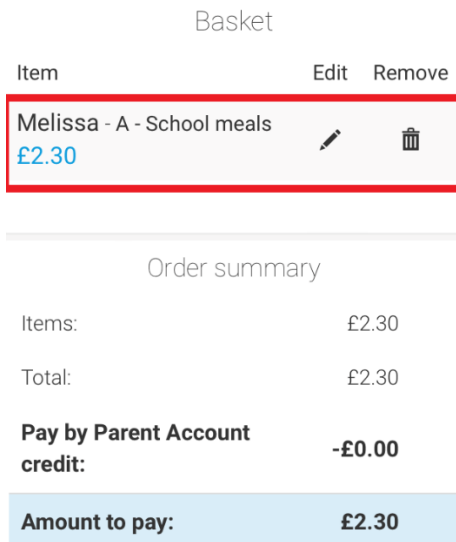 Basket
Item Edit Remove
Melissa - A - School meals
£2.30
Order summary
Items: £2.30
Total: £2.30
Pay by Parent Account
credit: -£0.00
Amount to pay: £2.30